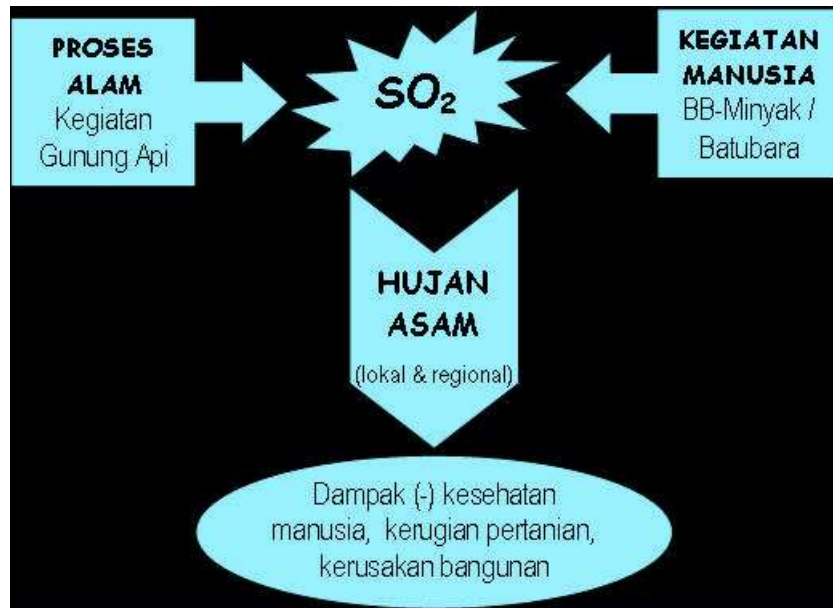 PROSES
ALAM
Kegiatan
Gunung Api
SO₂
KEGIATAN
MANUSIA
BB-Minyak /
Batubara
HUJAN
ASAM
(lokal & regional)
Dampak (-) kesehatan
manusia, kerugian pertanian,
kerusakan bangunan